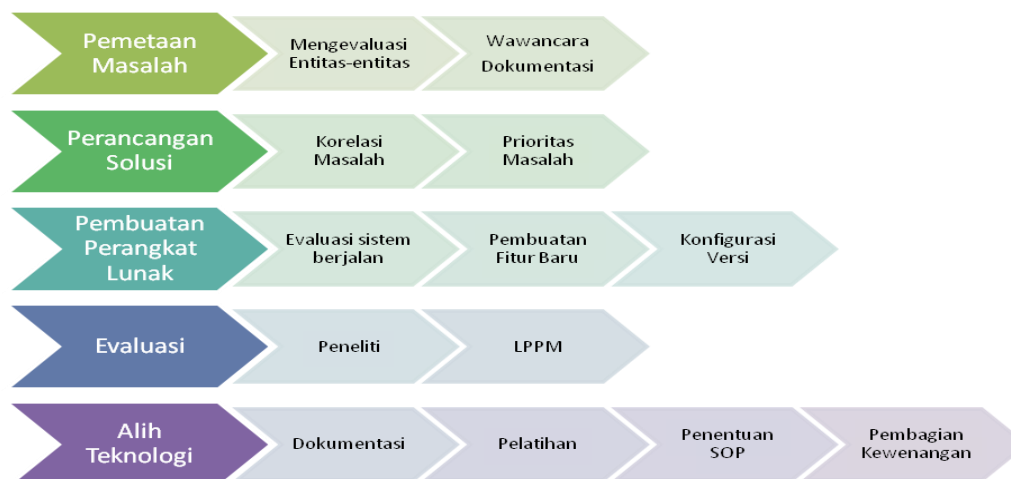 Pemetaan
Masalah
Mengevaluasi
Entitas-entitas
Wawancara
Dokumentasi
Perancangan
Solusi
Korelasi
Masalah
Prioritas
Masalah
Pembuatan
Perangkat
Lunak
Evaluasi sistem
berjalan
Pembuatan
Fitur Baru
Konfigurasi
Versi
Evaluasi
Peneliti
LPPM
Alih
Teknologi
Dokumentasi
Pelatihan
Penentuan
SOP
Pembagian
Kewenangan